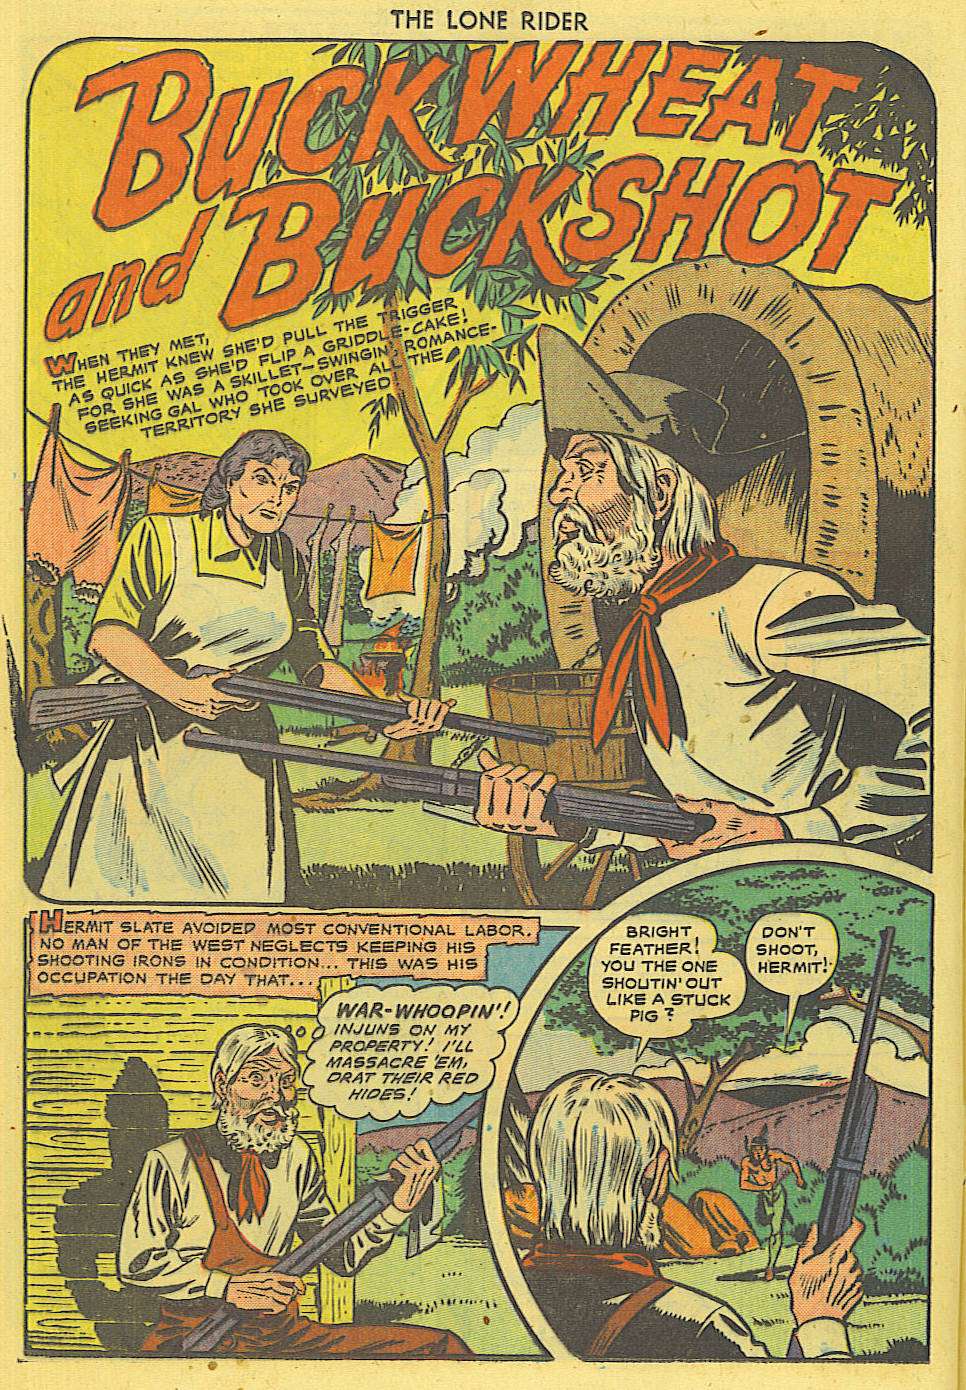 THE LONE RIDER
BUCKWHEAT
and BUCKSHOT
WHEN THEY MET,
THE HERMIT KNEW SHE'D PULL THE TRIGGER
AS QUICK AS SHE'D FLIP A GRIDDLE-CAKE!
FOR SHE WAS A SKILLET-SWINGIN', ROMANCE-
SEEKING GAL WHO TOOK OVER ALL THE
TERRITORY SHE SURVEYED!
HERMIT SLATE AVOIDED MOST CONVENTIONAL LABOR.
NO MAN OF THE WEST NEGLECTS KEEPING HIS
SHOOTING IRONS IN CONDITION... THIS WAS HIS
OCCUPATION THE DAY THAT...
WAR-WHOOPIN'!
INJUNS ON MY
PROPERTY! I'LL
MASSACRE 'EM,
DRAT THEIR RED
HIDES!
BRIGHT
FEATHER!
YOU THE ONE
SHOUTIN' OUT
LIKE A STUCK
PIG?
DON'T
SHOOT,
HERMIT!